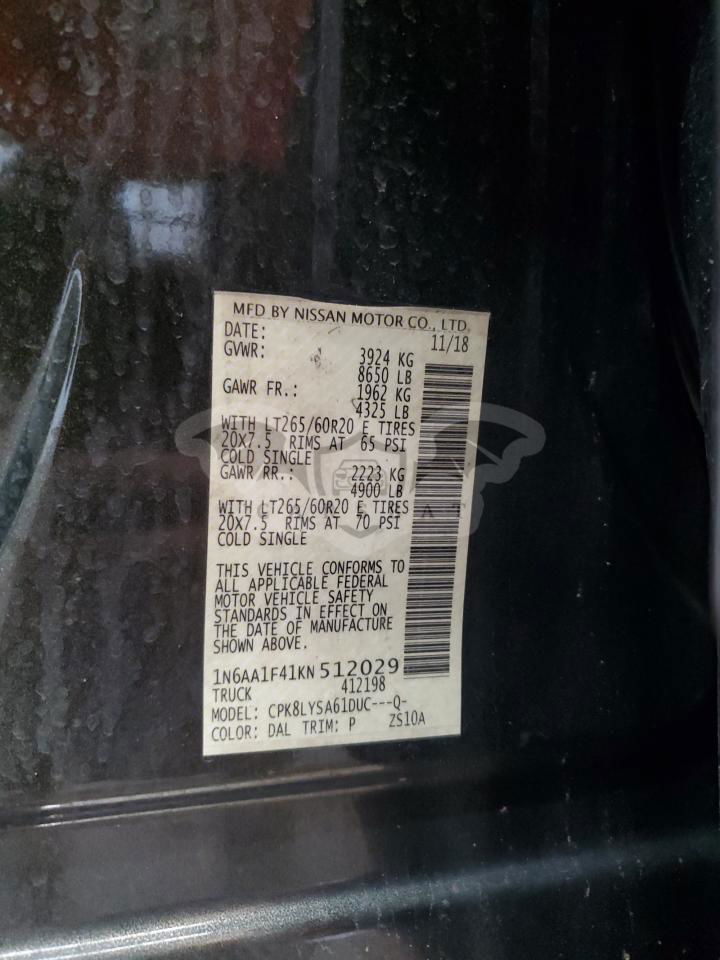 MFD BY NISSAN MOTOR CO., LTD.
DATE: 11/18
GVWR: 3924 KG
8650 LB
GAWR FR.: 1962 KG
4325 LB
WITH LT265/60R20 E TIRES
20X7.5 RIMS AT 65 PSI
COLD SINGLE
GAWR RR.: 2223 KG
4900 LB
WITH LT265/60R20 E TIRES
20X7.5 RIMS AT 70 PSI
COLD SINGLE
THIS VEHICLE CONFORMS TO
ALL APPLICABLE FEDERAL
MOTOR VEHICLE SAFETY
STANDARDS IN EFFECT ON
THE DATE OF MANUFACTURE
SHOWN ABOVE.
1N6AA1F41KN512029
TRUCK 412198
MODEL: CPK8LYSA61DUC---Q-
COLOR: DAL TRIM: P ZS10A